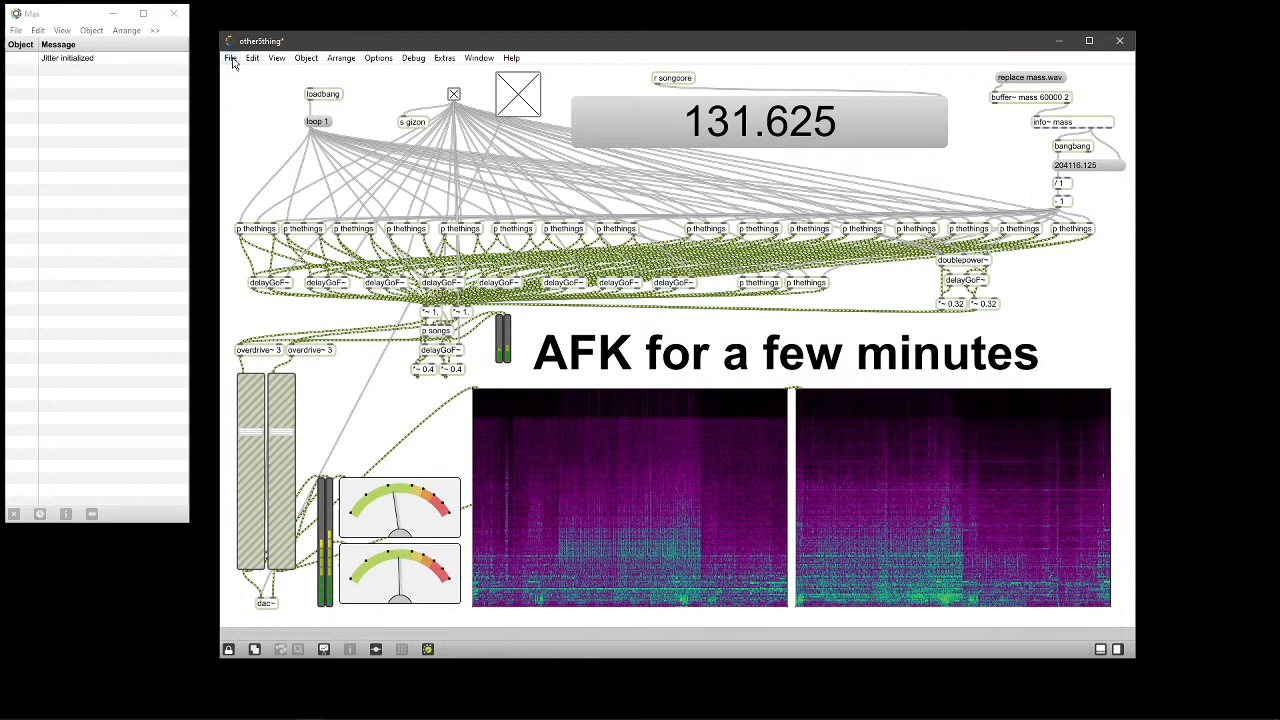 Max
File Edit View Object Arrange >>
Object Message
Jitter initialized
other5thing*
File Edit View Object Arrange Options Debug Extras Window Help
loadbang
loop 1
s gizon
r songcore
131.625
replace mass.wav
buffer~ mass 60000 2
info~ mass
bangbang
204116.125
/ 1
- 1
p thethings p thethings p thethings p thethings p thethings p thethings p thethings p thethings p thethings p thethings p thethings p thethings p thethings p thethings p thethings p thethings
doublepower~
delayGoF~ delayGoF~ delayGoF~ delayGoF~ delayGoF~ delayGoF~ delayGoF~ delayGoF~ p thethings p thethings delayGoF~
*~ 0.32 *~ 0.32
*~ 1. *~ 1.
p songs
overdrive~ 3 overdrive~ 3 delayGoF~
*~ 0.4 *~ 0.4
AFK for a few minutes
dac~